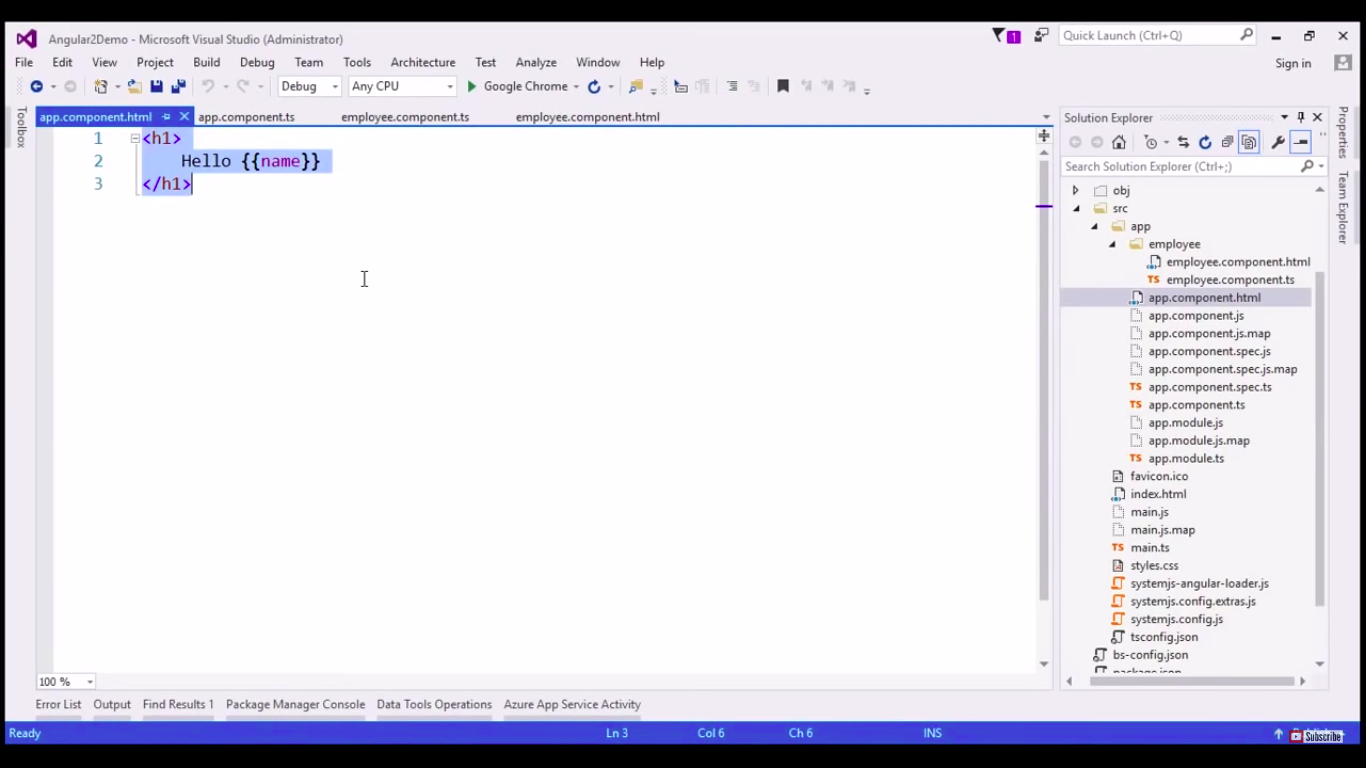 Angular2Demo - Microsoft Visual Studio (Administrator)
1
Quick Launch (Ctrl+Q)
File Edit View Project Build Debug Team Tools Architecture Test Analyze Window Help
Sign in
Debug Any CPU Google Chrome
Toolbox
app.component.html app.component.ts employee.component.ts employee.component.html
1 <h1>
2 Hello {{name}}
3 </h1>
100 %
Solution Explorer
Search Solution Explorer (Ctrl+;)
obj
src
app
employee
employee.component.html
TS employee.component.ts
app.component.html
app.component.js
app.component.js.map
app.component.spec.js
app.component.spec.js.map
TS app.component.spec.ts
TS app.component.ts
app.module.js
app.module.js.map
TS app.module.ts
favicon.ico
index.html
main.js
main.js.map
TS main.ts
styles.css
systemjs-angular-loader.js
systemjs.config.extras.js
systemjs.config.js
tsconfig.json
bs-config.json
package.json
Properties
Team Explorer
Error List Output Find Results 1 Package Manager Console Data Tools Operations Azure App Service Activity
Ready Ln 3 Col 6 Ch 6 INS
Subscribe